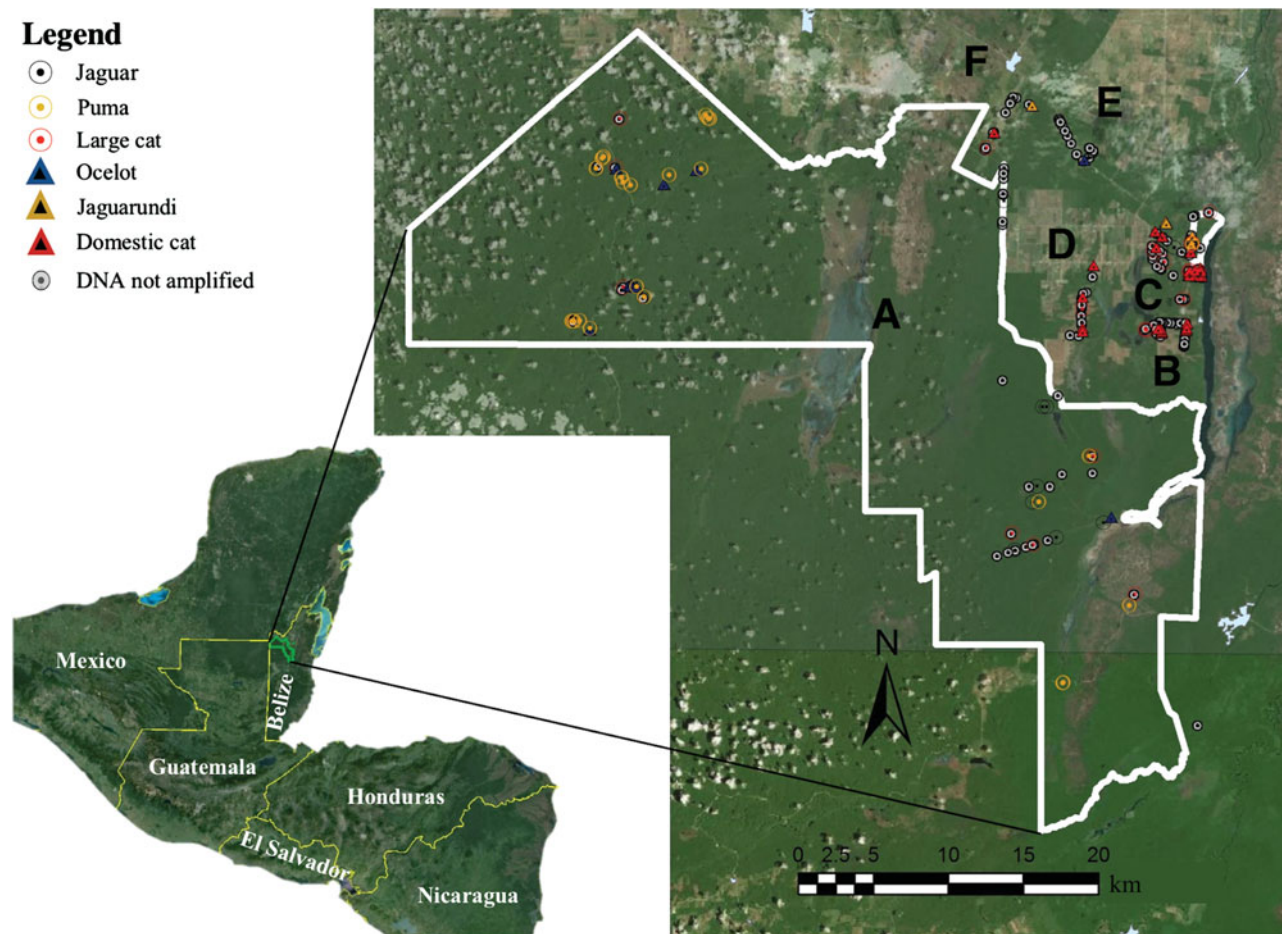 Legend
Jaguar
Puma
Large cat
Ocelot
Jaguarundi
Domestic cat
DNA not amplified
F
E
D
A
C
B
N
0 2.5 5 10 15 20
km
Mexico
Belize
Guatemala
Honduras
El Salvador
Nicaragua